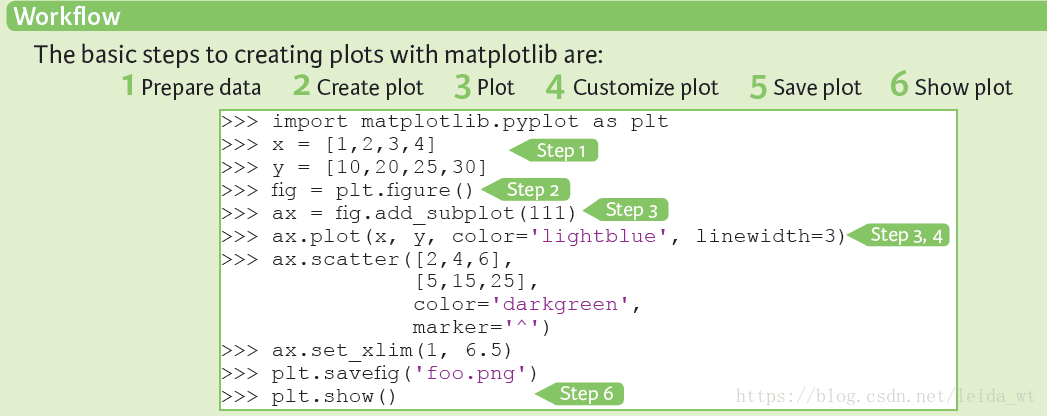 Workflow
The basic steps to creating plots with matplotlib are:
1 Prepare data 2 Create plot 3 Plot 4 Customize plot 5 Save plot 6 Show plot
>>> import matplotlib.pyplot as plt
>>> x = [1,2,3,4]
Step 1
>>> y = [10,20,25,30]
>>> fig = plt.figure() Step 2
>>> ax = fig.add_subplot(111) Step 3
>>> ax.plot(x, y, color='lightblue', linewidth=3) Step 3, 4
>>> ax.scatter([2,4,6],
[5,15,25],
color='darkgreen',
marker='^')
>>> ax.set_xlim(1, 6.5)
>>> plt.savefig('foo.png')
>>> plt.show() Step 6
https://blog.csdn.net/leida_wt